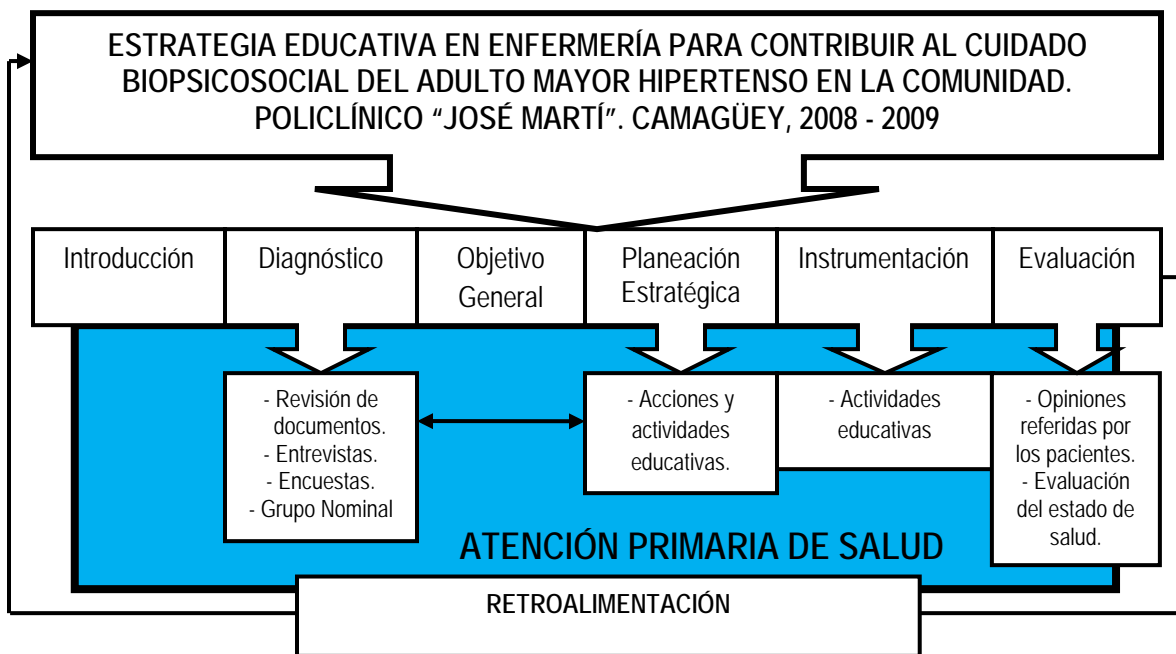 ESTRATEGIA EDUCATIVA EN ENFERMERÍA PARA CONTRIBUIR AL CUIDADO
BIOPSICOSOCIAL DEL ADULTO MAYOR HIPERTENSO EN LA COMUNIDAD.
POLICLÍNICO “JOSÉ MARTÍ”. CAMAGÜEY, 2008 - 2009
Introducción
Diagnóstico
Objetivo
General
Planeación
Estratégica
Instrumentación
Evaluación
- Revisión de
documentos.
- Entrevistas.
- Encuestas.
- Grupo Nominal
- Acciones y
actividades
educativas.
- Actividades
educativas
- Opiniones
referidas por
los pacientes.
- Evaluación
del estado de
salud.
ATENCIÓN PRIMARIA DE SALUD
RETROALIMENTACIÓN